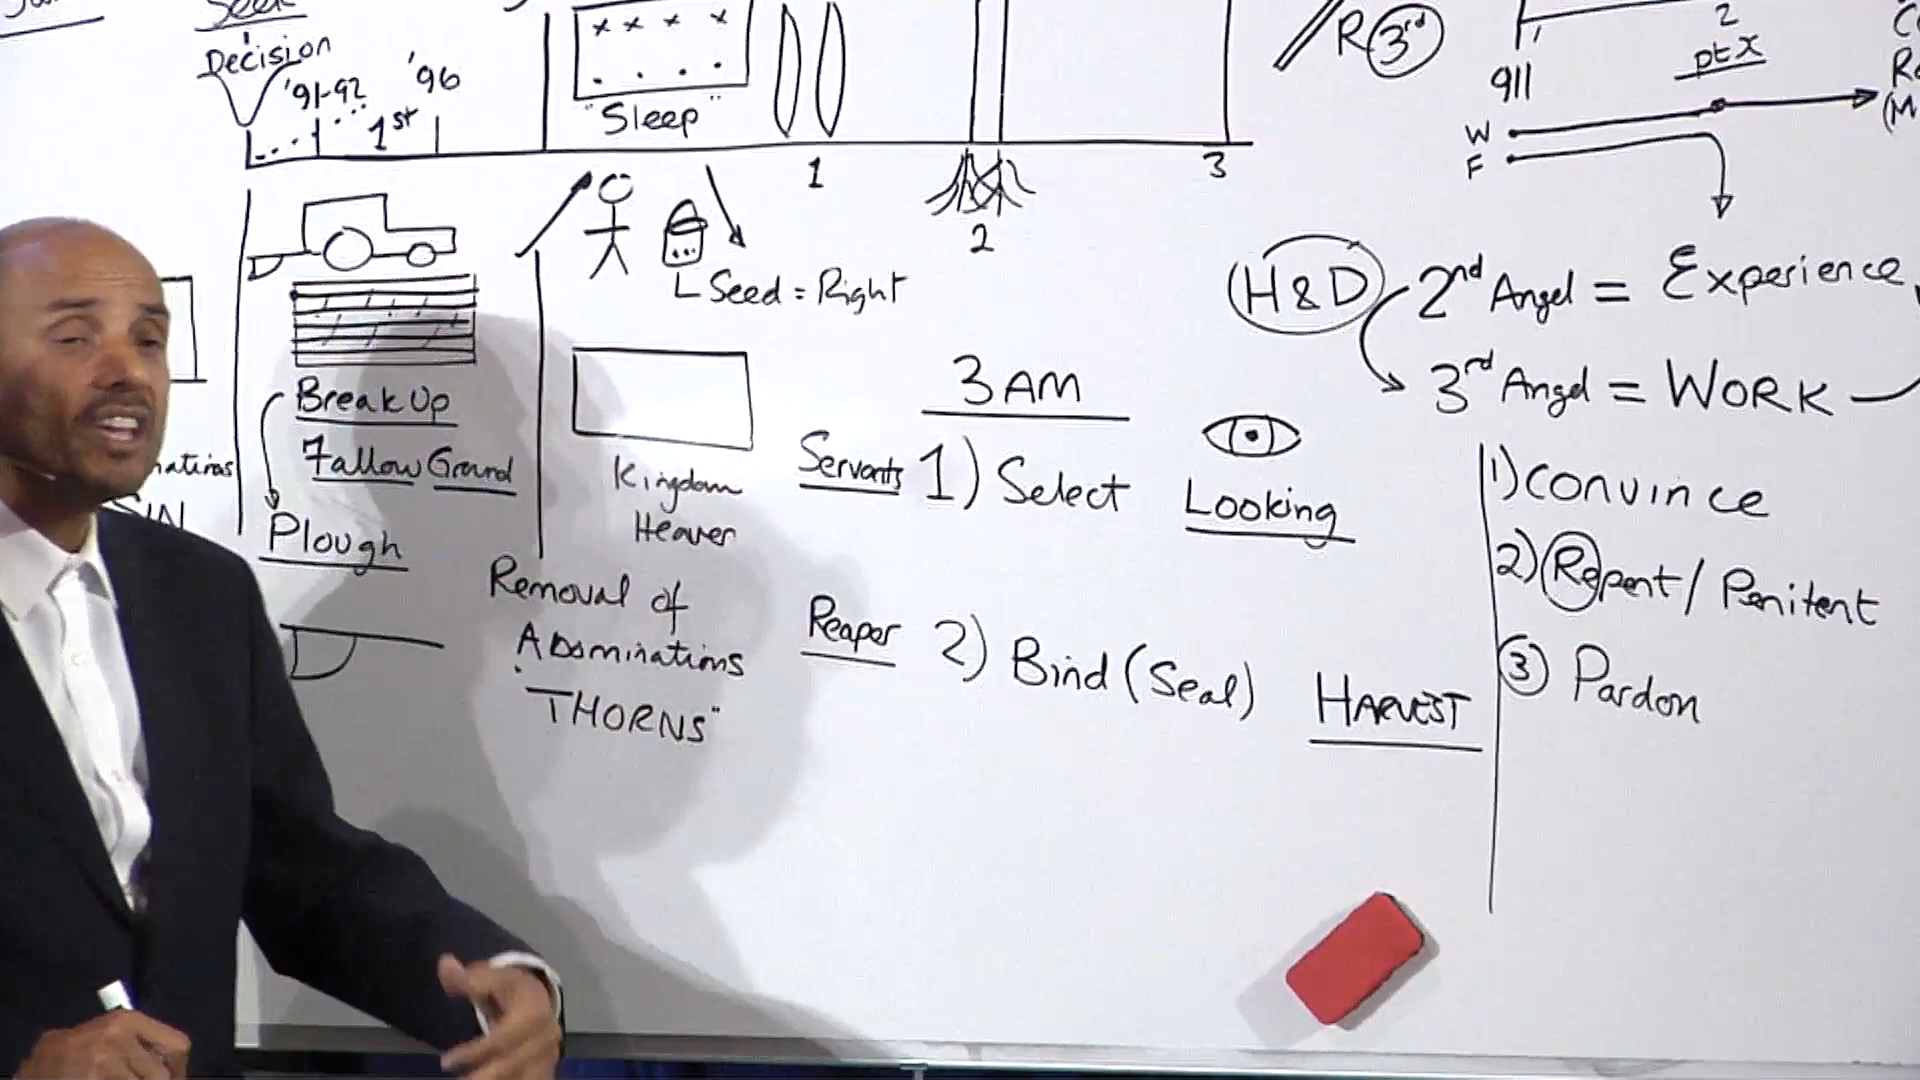 Decision
'91-92
'96
1st
"Sleep"
1
2
3
R 3rd
2
pt X
911
W
F
Seed = Right
Break Up
Fallow Ground
Plough
Kingdom
Heaven
Removal of
Abominations
"THORNS"
3 AM
Servants 1) Select
Looking
Reaper 2) Bind (Seal)
HARVEST
H&D
2nd Angel = Experience
3rd Angel = WORK
1) Convince
2) Repent / Penitent
3 Pardon